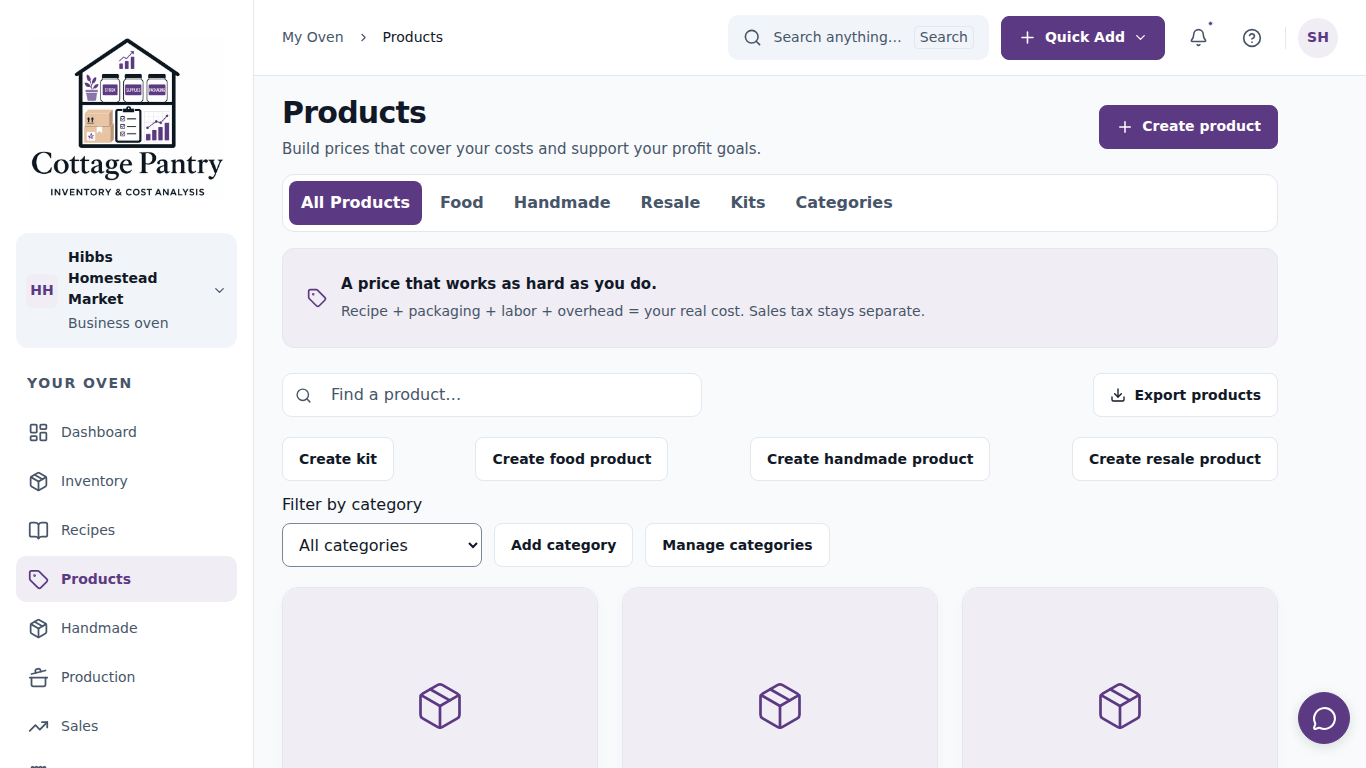 Cottage Pantry
INVENTORY & COST ANALYSIS
HH
Hibbs
Homestead
Market
Business oven
YOUR OVEN
Dashboard
Inventory
Recipes
Products
Handmade
Production
Sales
My Oven > Products
Search anything... Search
+ Quick Add
SH
Products
Build prices that cover your costs and support your profit goals.
+ Create product
All Products Food Handmade Resale Kits Categories
A price that works as hard as you do.
Recipe + packaging + labor + overhead = your real cost. Sales tax stays separate.
Find a product...
Export products
Create kit Create food product Create handmade product Create resale product
Filter by category
All categories Add category Manage categories